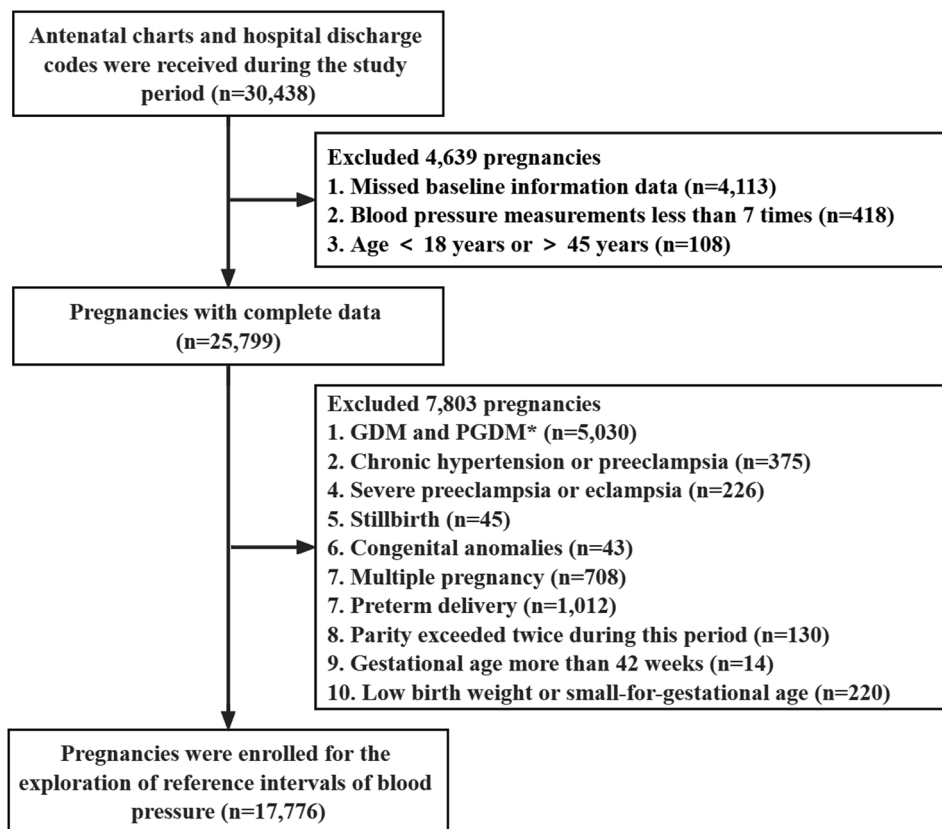 Antenatal charts and hospital discharge
codes were received during the study
period (n=30,438)
Excluded 4,639 pregnancies
1. Missed baseline information data (n=4,113)
2. Blood pressure measurements less than 7 times (n=418)
3. Age < 18 years or > 45 years (n=108)
Pregnancies with complete data
(n=25,799)
Excluded 7,803 pregnancies
1. GDM and PGDM* (n=5,030)
2. Chronic hypertension or preeclampsia (n=375)
4. Severe preeclampsia or eclampsia (n=226)
5. Stillbirth (n=45)
6. Congenital anomalies (n=43)
7. Multiple pregnancy (n=708)
7. Preterm delivery (n=1,012)
8. Parity exceeded twice during this period (n=130)
9. Gestational age more than 42 weeks (n=14)
10. Low birth weight or small-for-gestational age (n=220)
Pregnancies were enrolled for the
exploration of reference intervals of blood
pressure (n=17,776)